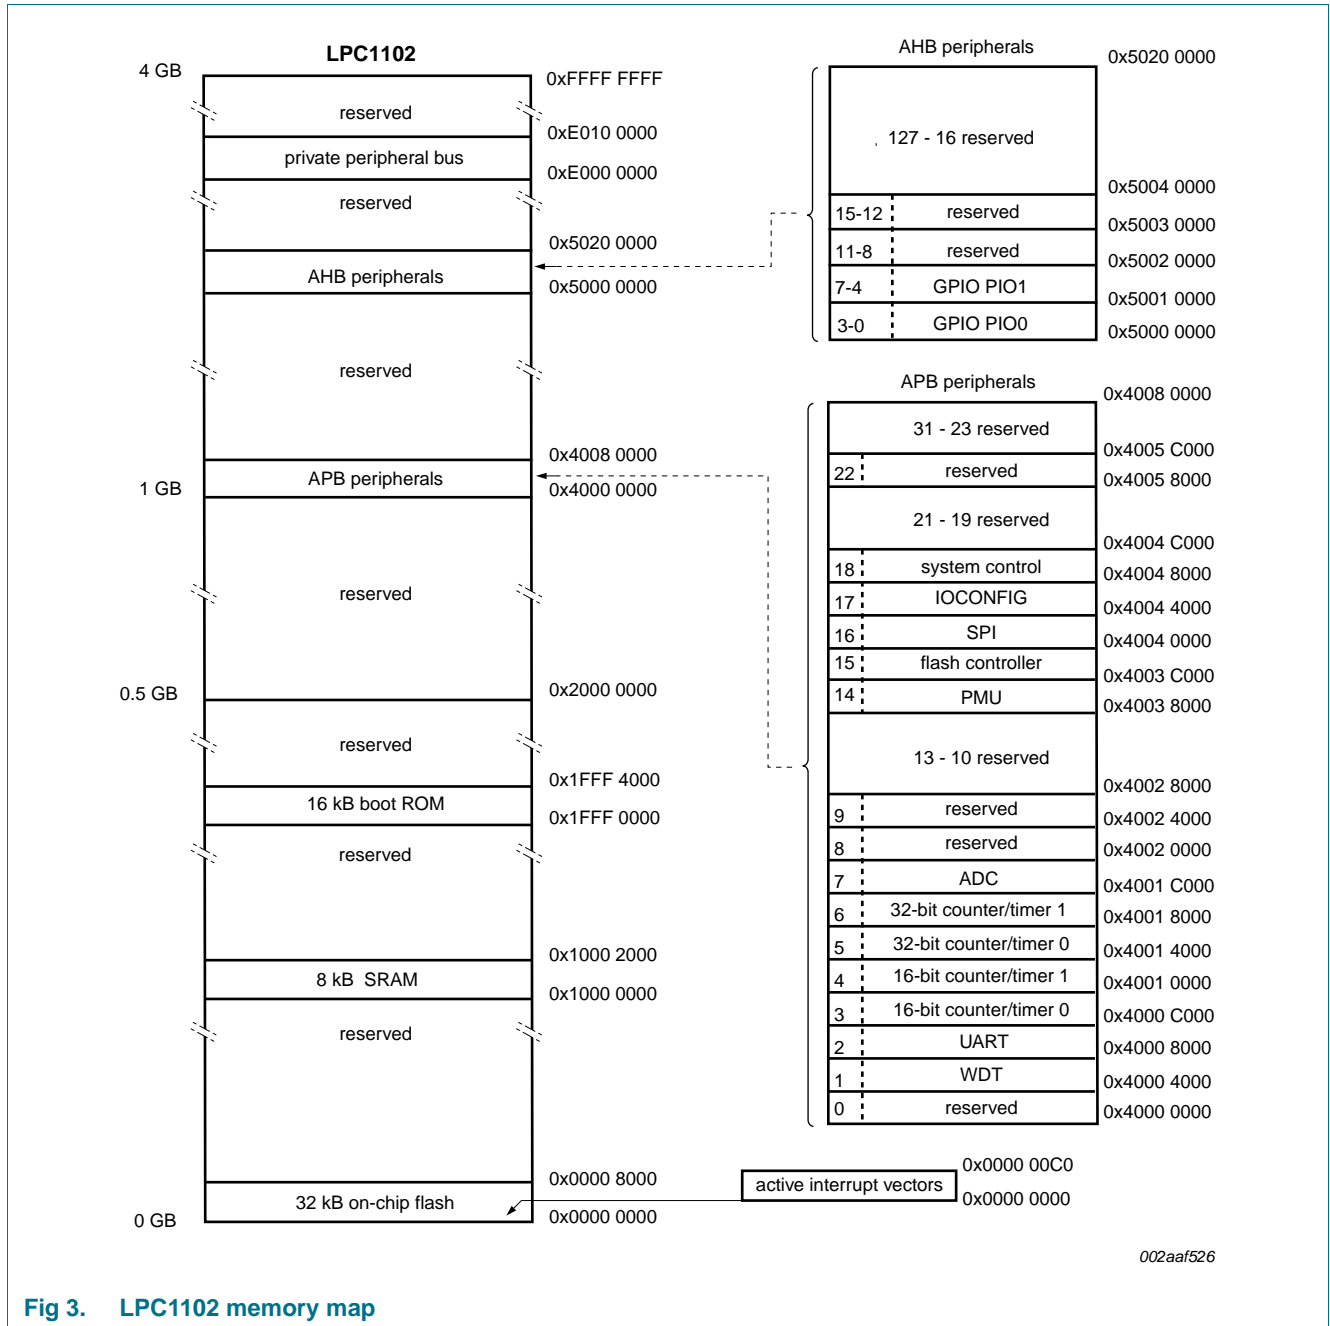 LPC1102
4 GB
0xFFFF FFFF
reserved
0xE010 0000
private peripheral bus
0xE000 0000
reserved
0x5020 0000
AHB peripherals
0x5000 0000
reserved
0x4008 0000
APB peripherals
1 GB
0x4000 0000
reserved
0x2000 0000
0.5 GB
reserved
0x1FFF 4000
16 kB boot ROM
0x1FFF 0000
reserved
0x1000 2000
8 kB SRAM
0x1000 0000
reserved
0x0000 8000
32 kB on-chip flash
0x0000 0000
0 GB
AHB peripherals
0x5020 0000
127 - 16 reserved
0x5004 0000
15-12 reserved
0x5003 0000
11-8 reserved
0x5002 0000
7-4 GPIO PIO1
0x5001 0000
3-0 GPIO PIO0
0x5000 0000
APB peripherals
0x4008 0000
31 - 23 reserved
0x4005 C000
22 reserved
0x4005 8000
21 - 19 reserved
0x4004 C000
18 system control
0x4004 8000
17 IOCONFIG
0x4004 4000
16 SPI
0x4004 0000
15 flash controller
0x4003 C000
14 PMU
0x4003 8000
13 - 10 reserved
0x4002 8000
9 reserved
0x4002 4000
8 reserved
0x4002 0000
7 ADC
0x4001 C000
6 32-bit counter/timer 1
0x4001 8000
5 32-bit counter/timer 0
0x4001 4000
4 16-bit counter/timer 1
0x4001 0000
3 16-bit counter/timer 0
0x4000 C000
2 UART
0x4000 8000
1 WDT
0x4000 4000
0 reserved
0x4000 0000
0x0000 00C0
active interrupt vectors
0x0000 0000
002aaf526
Fig 3. LPC1102 memory map